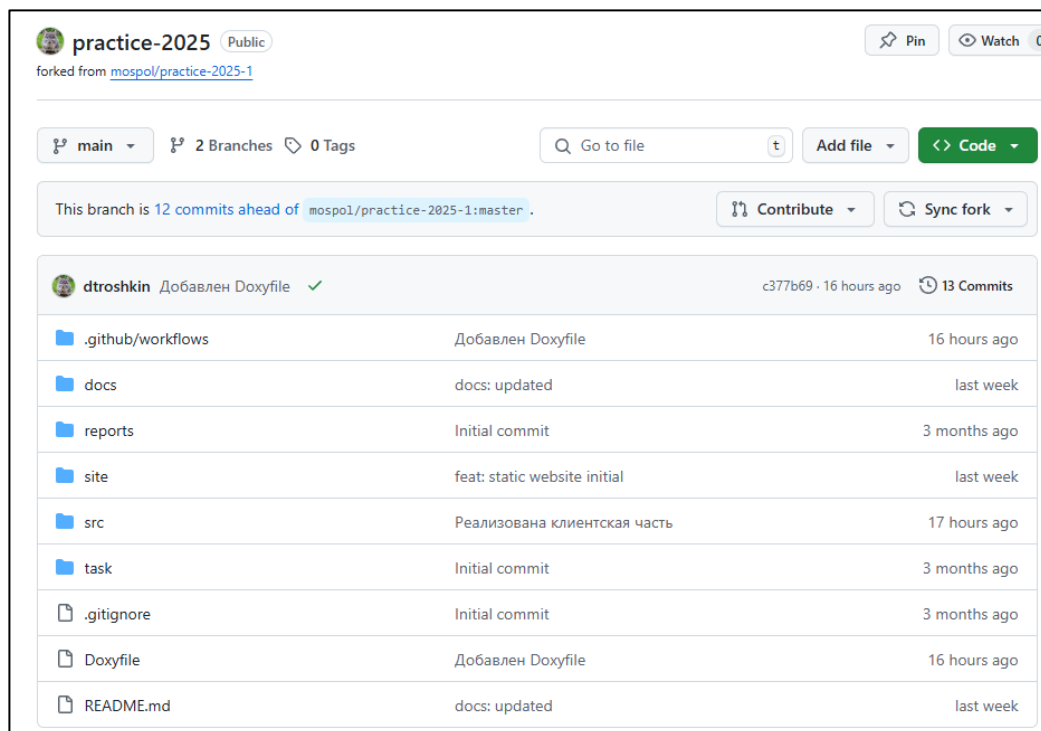 practice-2025 Public Pin Watch 0
forked from mospol/practice-2025-1
main 2 Branches 0 Tags Go to file t Add file <> Code
This branch is 12 commits ahead of mospol/practice-2025-1:master . Contribute Sync fork
dtroshkin Добавлен Doxyfile c377b69 · 16 hours ago 13 Commits
.github/workflows Добавлен Doxyfile 16 hours ago
docs docs: updated last week
reports Initial commit 3 months ago
site feat: static website initial last week
src Реализована клиентская часть 17 hours ago
task Initial commit 3 months ago
.gitignore Initial commit 3 months ago
Doxyfile Добавлен Doxyfile 16 hours ago
README.md docs: updated last week